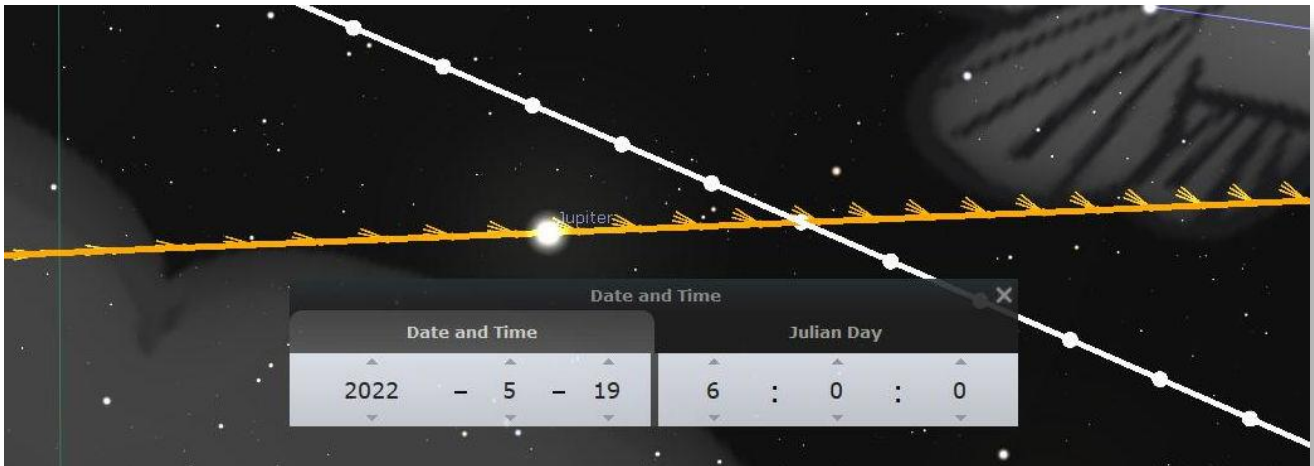 Jupiter
Date and Time
Date and Time Julian Day
2022 - 5 - 19 6 : 0 : 0